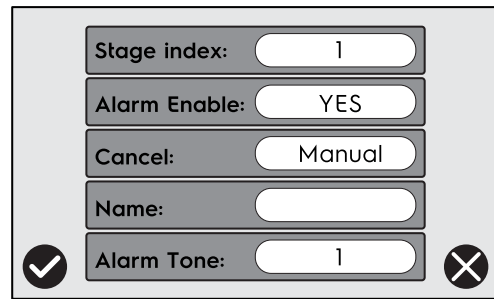 Stage index: 1
Alarm Enable: YES
Cancel: Manual
Name:
Alarm Tone: 1